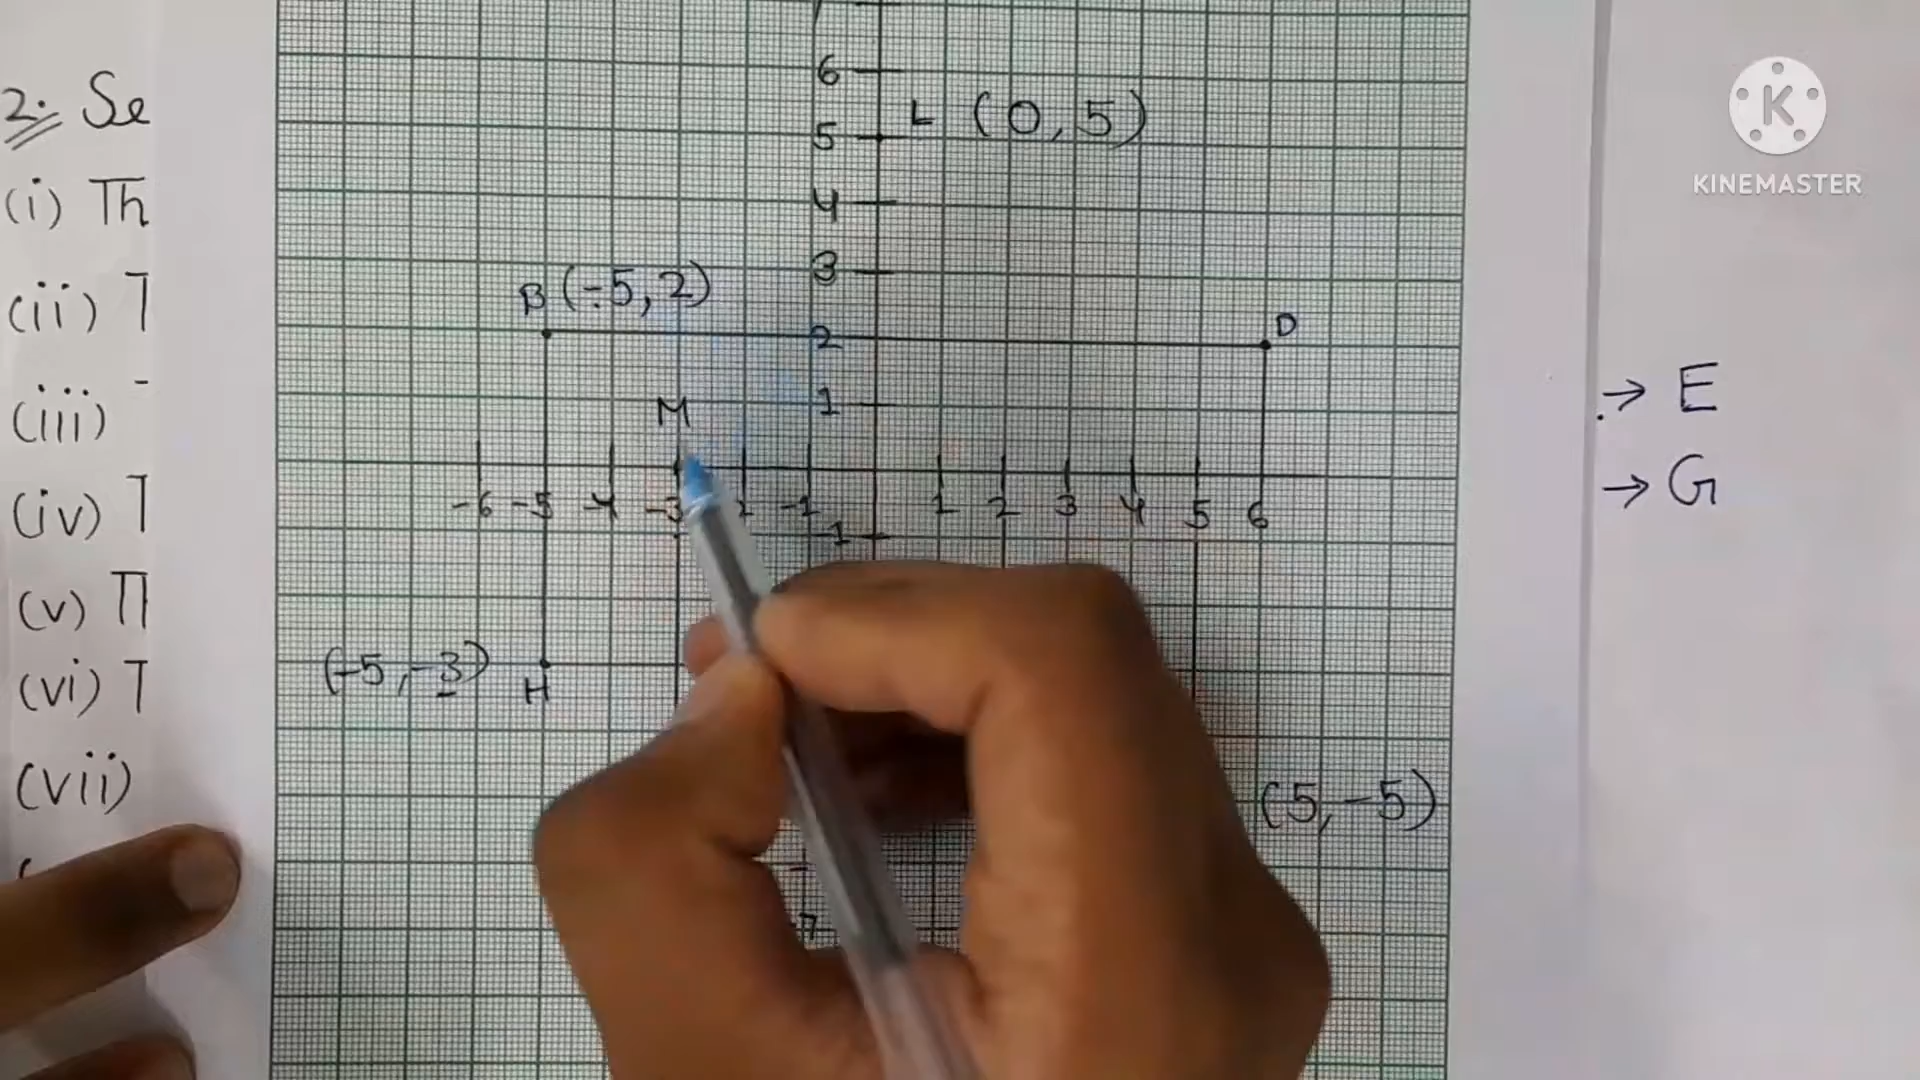 2. Se
(i) Th
(ii) T
(iii)
(iv) T
(v) Th
(vi) T
(vii)
6
L (0,5)
5
4
3
B (-5,2)
2
D
M
1
-6 -5 -4 -3 -1 1 2 3 4 5 6
-1
(-5,-3) H
(5,-5)
-7
→ E
→ G
KINEMASTER